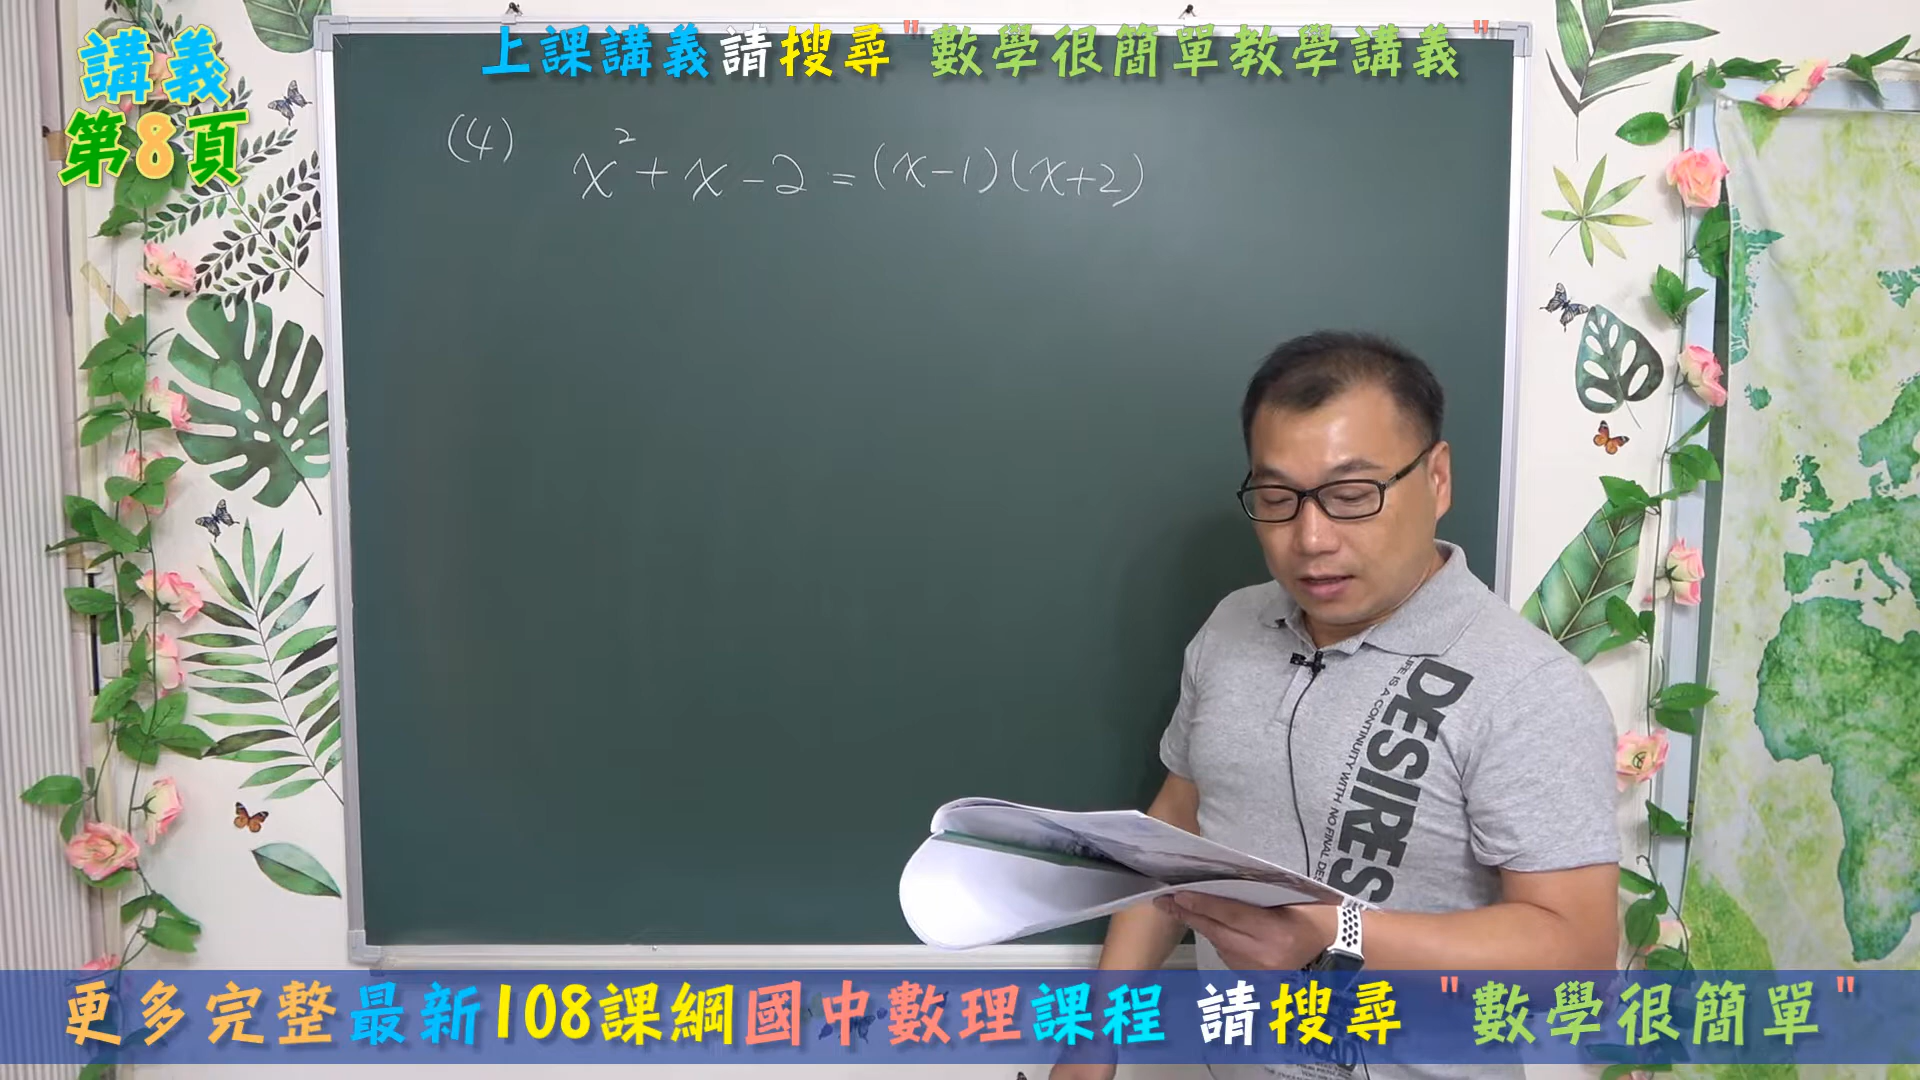 講義
第8頁
上課講義請搜尋"數學很簡單教學講義"
(4) x²+x-2=(x-1)(x+2)
DESIRES
LIFE IS A CONTINUITY WITH NO FINAL DES
更多完整最新108課綱國中數理課程 請搜尋 "數學很簡單"